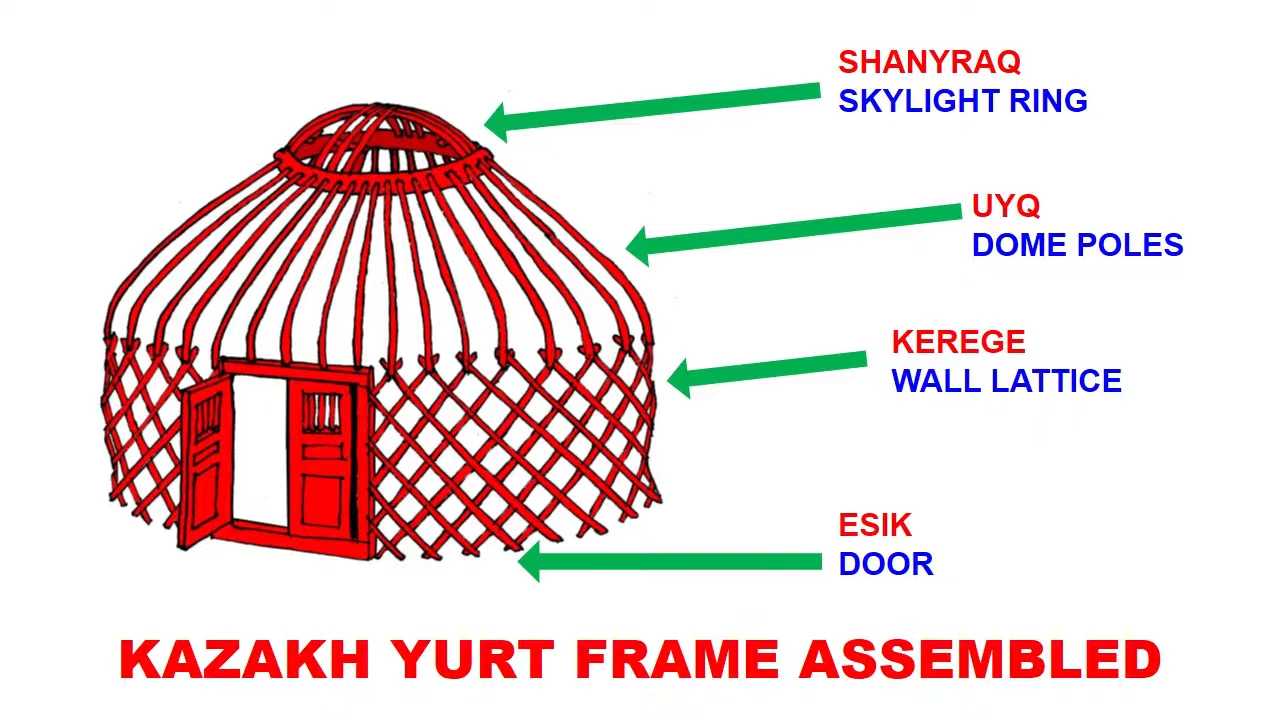 SHANYRAQ
SKYLIGHT RING
UYQ
DOME POLES
KEREGE
WALL LATTICE
ESIK
DOOR
KAZAKH YURT FRAME ASSEMBLED